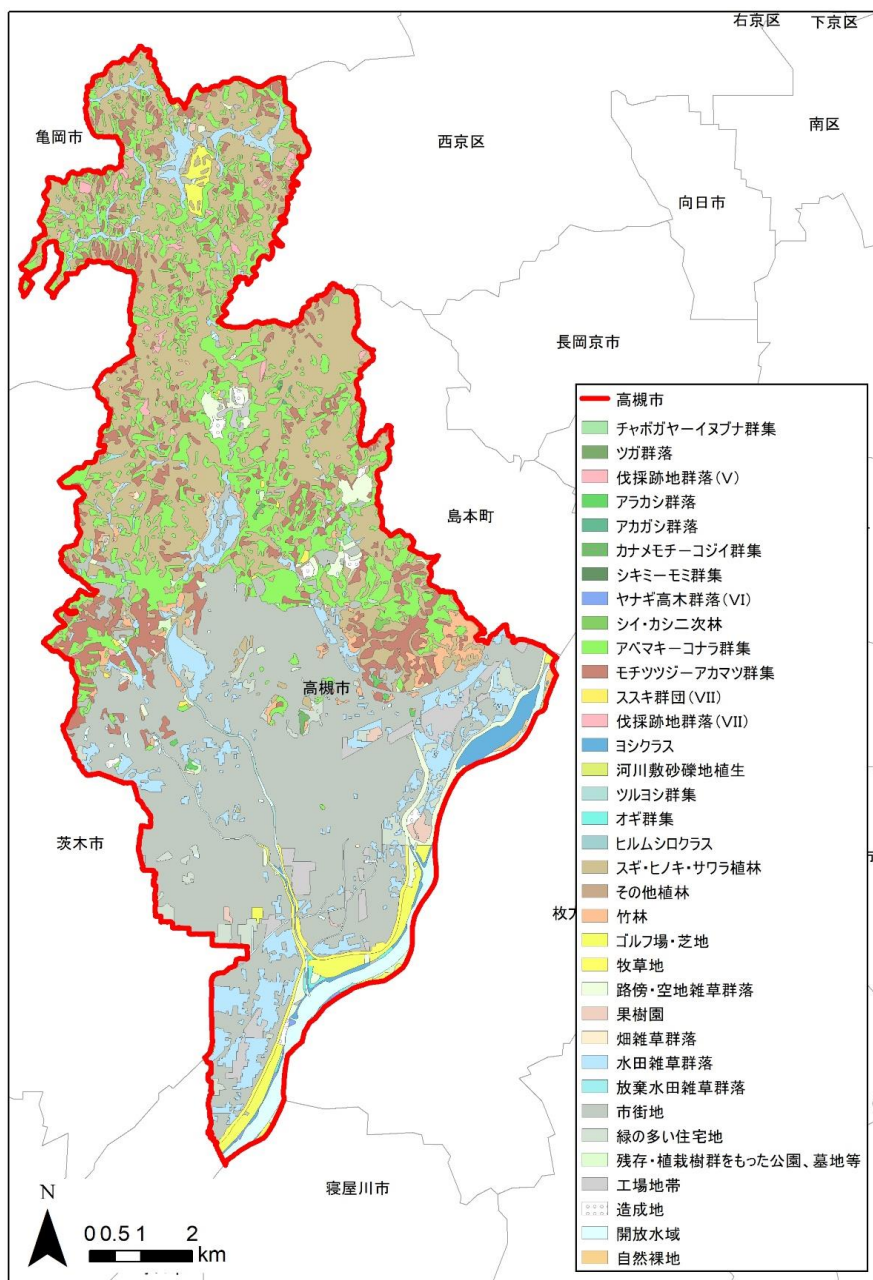 右京区 下京区
亀岡市
西京区
南区
向日市
長岡京市
島本町
高槻市
茨木市
枚
寝屋川市
高槻市
チャボガヤーイヌブナ群集
ツガ群落
伐採跡地群落(V)
アラカシ群落
アカガシ群落
カナメモチーコジイ群集
シキミーモミ群集
ヤナギ高木群落(VI)
シイ・カシ二次林
アベマキーコナラ群集
モチツツジーアカマツ群集
ススキ群団(VII)
伐採跡地群落(VII)
ヨシクラス
河川敷砂礫地植生
ツルヨシ群集
オギ群集
ヒルムシロクラス
スギ・ヒノキ・サワラ植林
その他植林
竹林
ゴルフ場・芝地
牧草地
路傍・空地雑草群落
果樹園
畑雑草群落
水田雑草群落
放棄水田雑草群落
市街地
緑の多い住宅地
残存・植栽樹群をもった公園、墓地等
工場地帯
造成地
開放水域
自然裸地
N
0 0.5 1 2
km